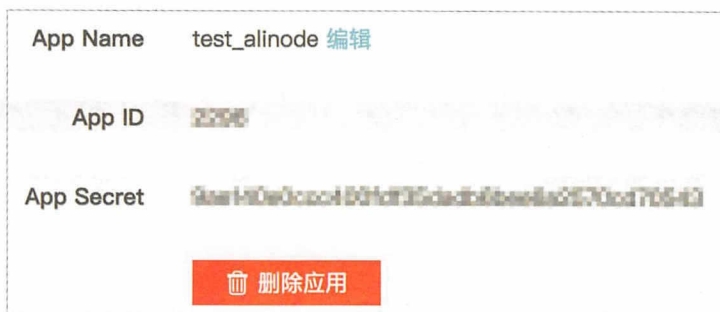 App Name test_alinode 编辑
App ID
App Secret
删除应用